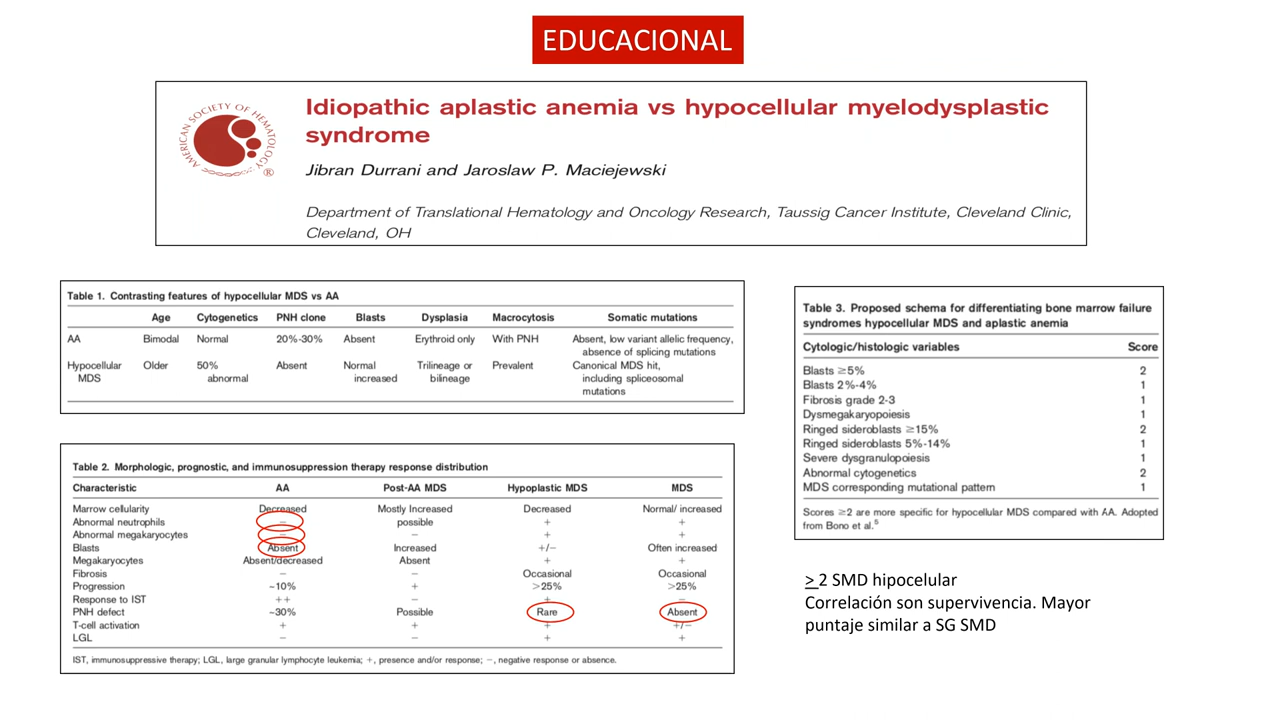 EDUCACIONAL
AMERICAN SOCIETY OF HEMATOLOGY ®
Idiopathic aplastic anemia vs hypocellular myelodysplastic
syndrome
Jibran Durrani and Jaroslaw P. Maciejewski
Department of Translational Hematology and Oncology Research, Taussig Cancer Institute, Cleveland Clinic,
Cleveland, OH
Table 1. Contrasting features of hypocellular MDS vs AA
Age Cytogenetics PNH clone Blasts Dysplasia Macrocytosis Somatic mutations
AA Bimodal Normal 20%-30% Absent Erythroid only With PNH Absent, low variant allelic frequency,
absence of splicing mutations
Hypocellular Older 50% Absent Normal Trilineage or Prevalent Canonical MDS hit,
MDS abnormal increased bilineage including spliceosomal
mutations
Table 2. Morphologic, prognostic, and immunosuppression therapy response distribution
Characteristic AA Post-AA MDS Hypoplastic MDS MDS
Marrow cellularity Decreased Mostly Increased Decreased Normal/ increased
Abnormal neutrophils − possible + +
Abnormal megakaryocytes − − + +
Blasts Absent Increased +/− Often increased
Megakaryocytes Absent/decreased Absent + +
Fibrosis − − Occasional Occasional
Progression ~10% + >25% >25%
Response to IST ++ − + −
PNH defect ~30% Possible Rare Absent
T-cell activation + + + +/−
LGL − − + +
IST, immunosuppressive therapy; LGL, large granular lymphocyte leukemia; +, presence and/or response; −, negative response or absence.
Table 3. Proposed schema for differentiating bone marrow failure
syndromes hypocellular MDS and aplastic anemia
Cytologic/histologic variables Score
Blasts ≥5% 2
Blasts 2%-4% 1
Fibrosis grade 2-3 1
Dysmegakaryopoiesis 1
Ringed sideroblasts ≥15% 2
Ringed sideroblasts 5%-14% 1
Severe dysgranulopoiesis 1
Abnormal cytogenetics 2
MDS corresponding mutational pattern 1
Scores ≥2 are more specific for hypocellular MDS compared with AA. Adopted
from Bono et al.5
> 2 SMD hipocelular
Correlación son supervivencia. Mayor
puntaje similar a SG SMD